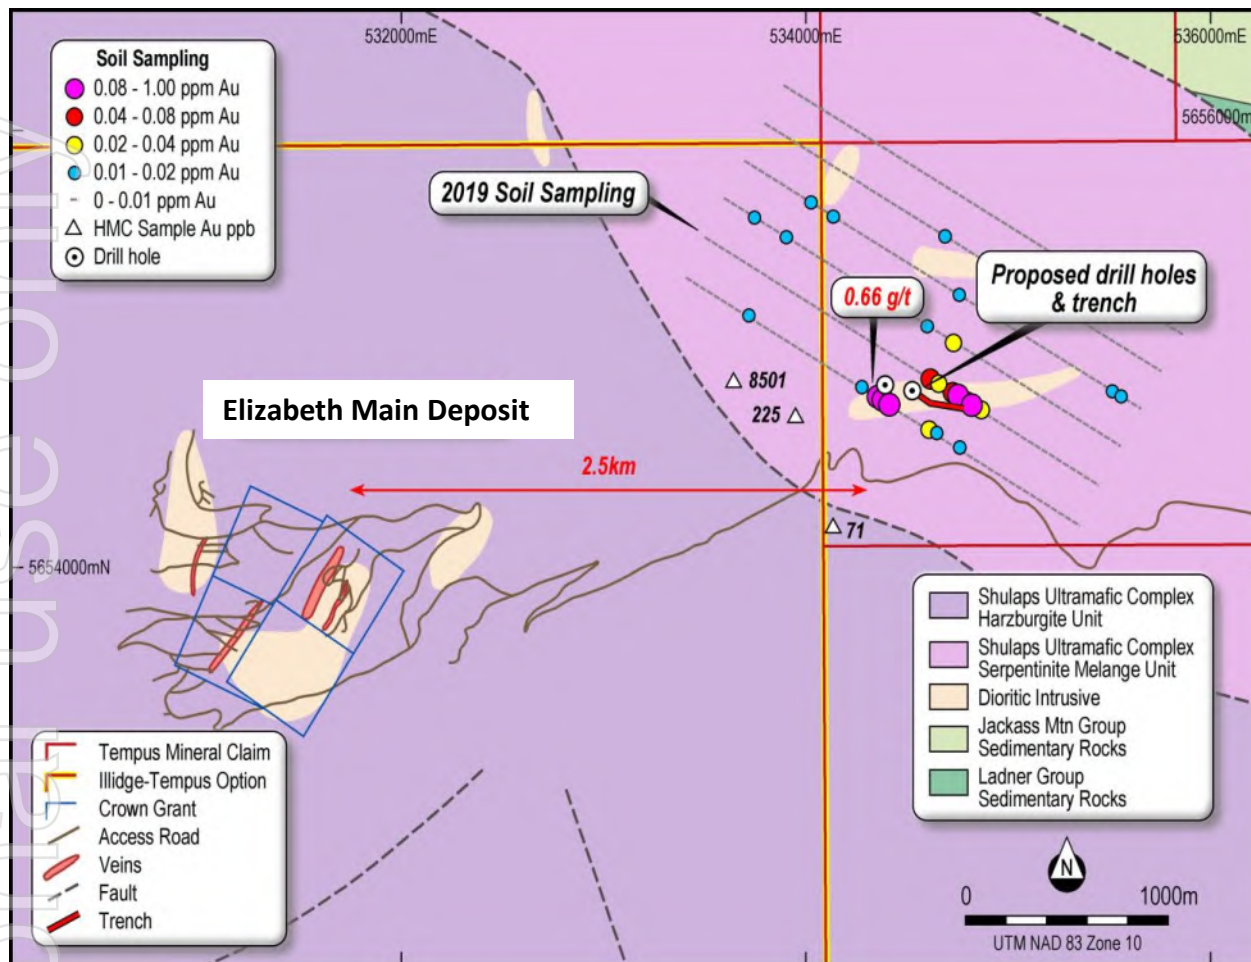 532000mE
534000mE
536000mE
5656000m
Soil Sampling
0.08 - 1.00 ppm Au
0.04 - 0.08 ppm Au
0.02 - 0.04 ppm Au
0.01 - 0.02 ppm Au
0 - 0.01 ppm Au
HMC Sample Au ppb
Drill hole
2019 Soil Sampling
0.66 g/t
Proposed drill holes
& trench
8501
225
Elizabeth Main Deposit
2.5km
71
5654000mN
Shulaps Ultramafic Complex
Harzburgite Unit
Shulaps Ultramafic Complex
Serpentinite Melange Unit
Dioritic Intrusive
Jackass Mtn Group
Sedimentary Rocks
Ladner Group
Sedimentary Rocks
Tempus Mineral Claim
Illidge-Tempus Option
Crown Grant
Access Road
Veins
Fault
Trench
N
0 1000m
UTM NAD 83 Zone 10
use only